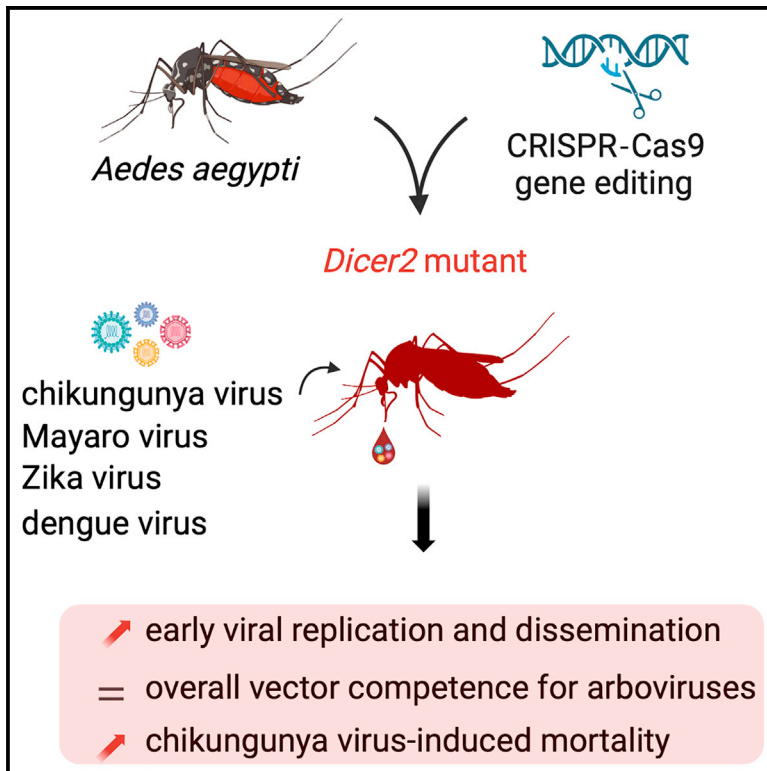 Aedes aegypti
CRISPR-Cas9
gene editing
Dicer2 mutant
chikungunya virus
Mayaro virus
Zika virus
dengue virus
early viral replication and dissemination
= overall vector competence for arboviruses
chikungunya virus-induced mortality